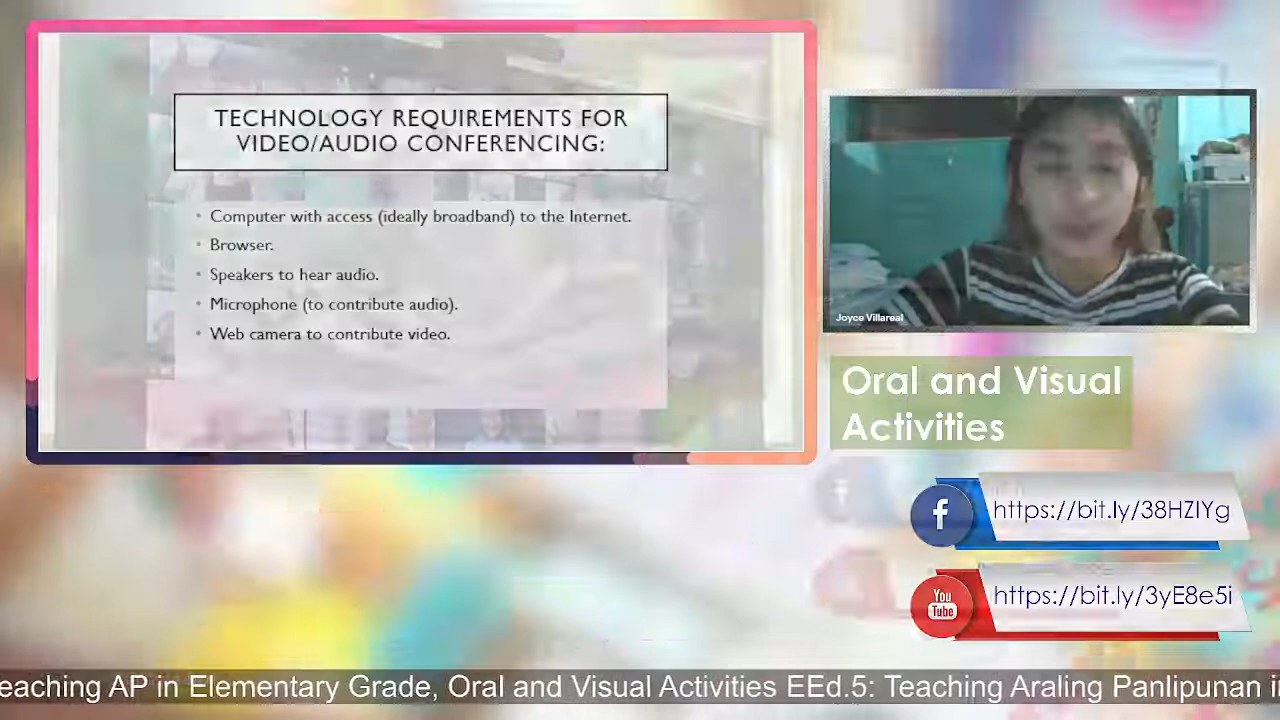 TECHNOLOGY REQUIREMENTS FOR
VIDEO/AUDIO CONFERENCING:
• Computer with access (ideally broadband) to the Internet.
• Browser.
• Speakers to hear audio.
• Microphone (to contribute audio).
• Web camera to contribute video.
Joyce Villareal
Oral and Visual
Activities
f
https://bit.ly/38HZIYg
You
Tube
https://bit.ly/3yE8e5i
eaching AP in Elementary Grade, Oral and Visual Activities EEd.5: Teaching Araling Panlipunan i